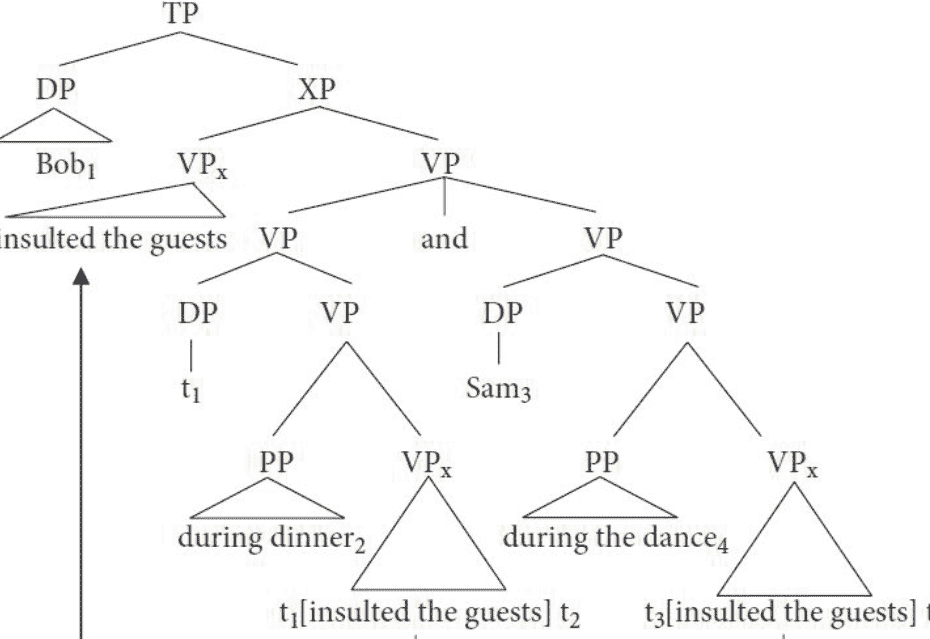 TP
DP XP
Bob₁ VPₓ VP
insulted the guests VP and VP
DP VP DP VP
t₁ Sam₃
PP VPₓ PP VPₓ
during dinner₂ during the dance₄
t₁[insulted the guests] t₂ t₃[insulted the guests] t